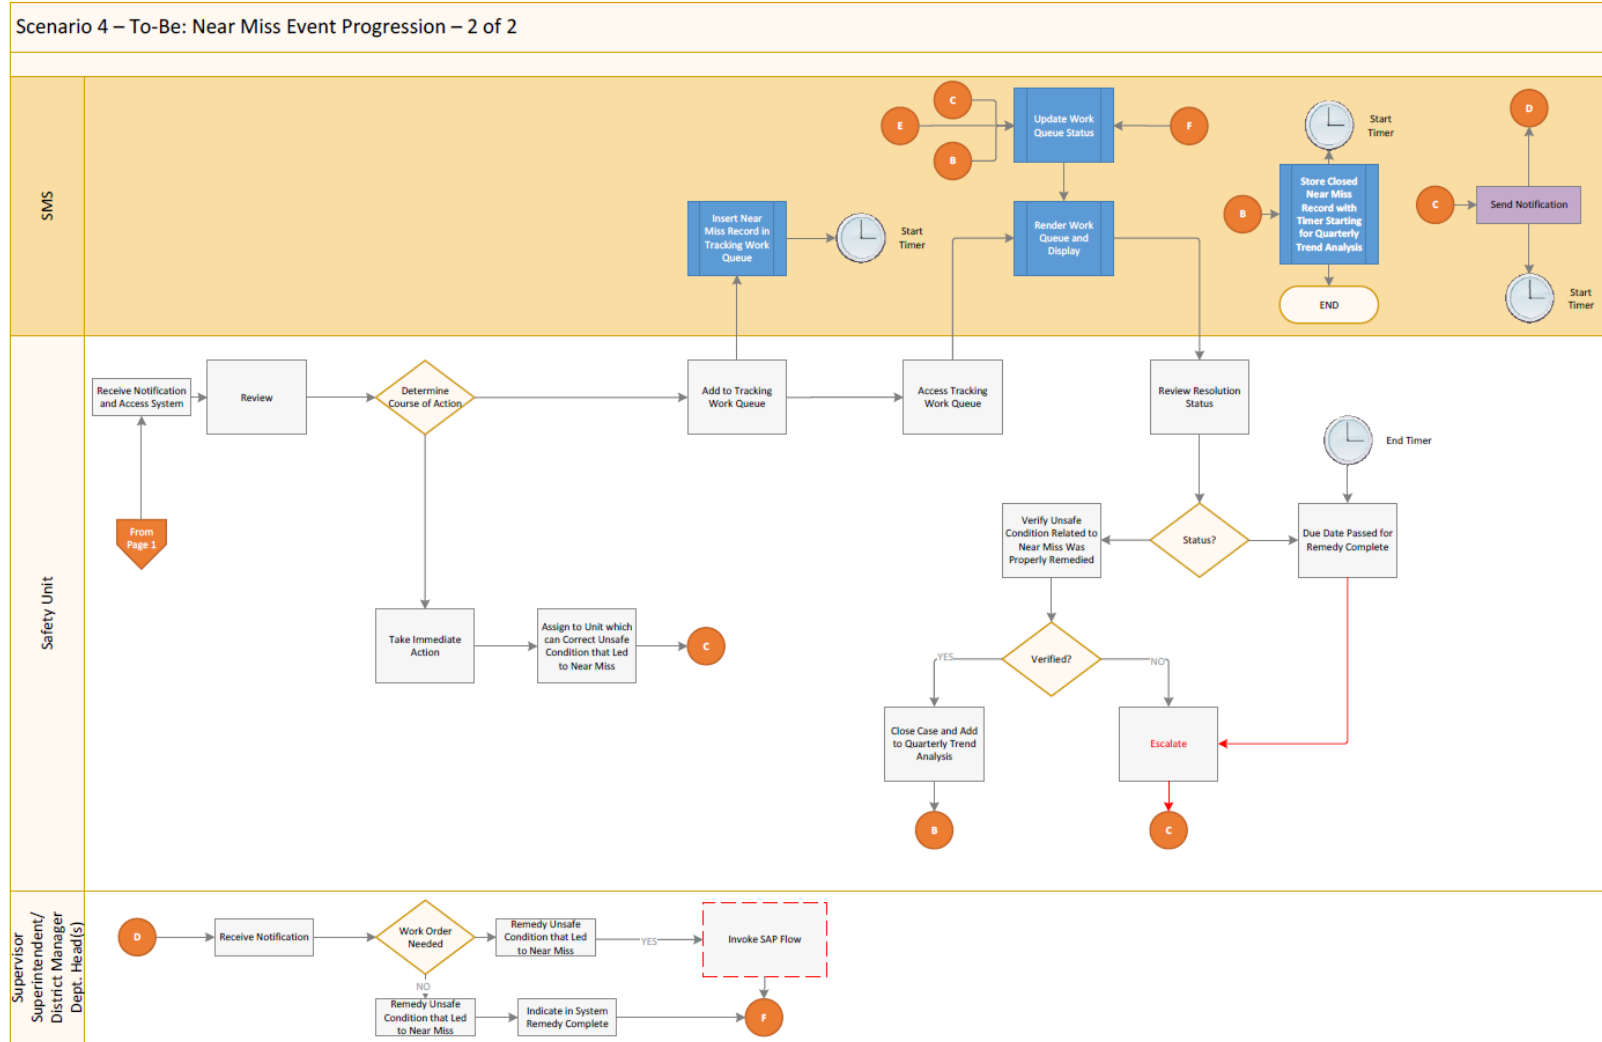 Scenario 4 – To-Be: Near Miss Event Progression – 2 of 2
SMS
C
E
B
Update Work
Queue Status
F
Start
Timer
D
Insert Near
Miss Record in
Tracking Work
Queue
Start
Timer
Render Work
Queue and
Display
B
Store Closed
Near Miss
Record with
Timer Starting
for Quarterly
Trend Analysis
END
C
Send Notification
Start
Timer
Safety Unit
Receive Notification
and Access System
Review
Determine
Course of Action
Add to Tracking
Work Queue
Access Tracking
Work Queue
Review Resolution
Status
End Timer
From
Page 1
Verify Unsafe
Condition Related to
Near Miss Was
Properly Remedied
Status?
Due Date Passed for
Remedy Complete
Take Immediate
Action
Assign to Unit which
can Correct Unsafe
Condition that Led
to Near Miss
C
YES
Verified?
NO
Close Case and Add
to Quarterly Trend
Analysis
Escalate
B
C
Supervisor
Superintendent/
District Manager
Dept. Head(s)
D
Receive Notification
Work Order
Needed
Remedy Unsafe
Condition that Led
to Near Miss
YES
Invoke SAP Flow
NO
Remedy Unsafe
Condition that Led
to Near Miss
Indicate in System
Remedy Complete
F